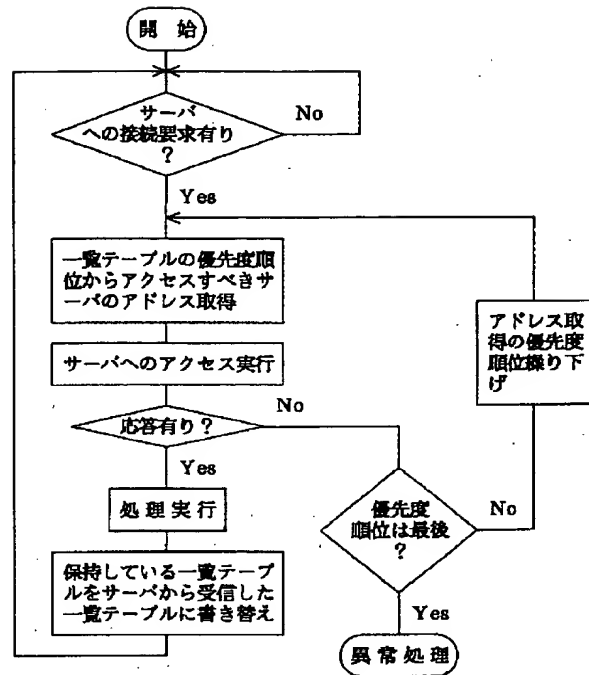 開始
サーバ
への接続要求有り
?
No
Yes
一覧テーブルの優先度順
位からアクセスすべきサ
ーバのアドレス取得
アドレス取
得の優先度
順位繰り下
げ
サーバへのアクセス実行
応答有り?
No
Yes
処理実行
優先度
順位は最後
?
No
Yes
保持している一覧テーブ
ルをサーバから受信した
一覧テーブルに書き替え
異常処理